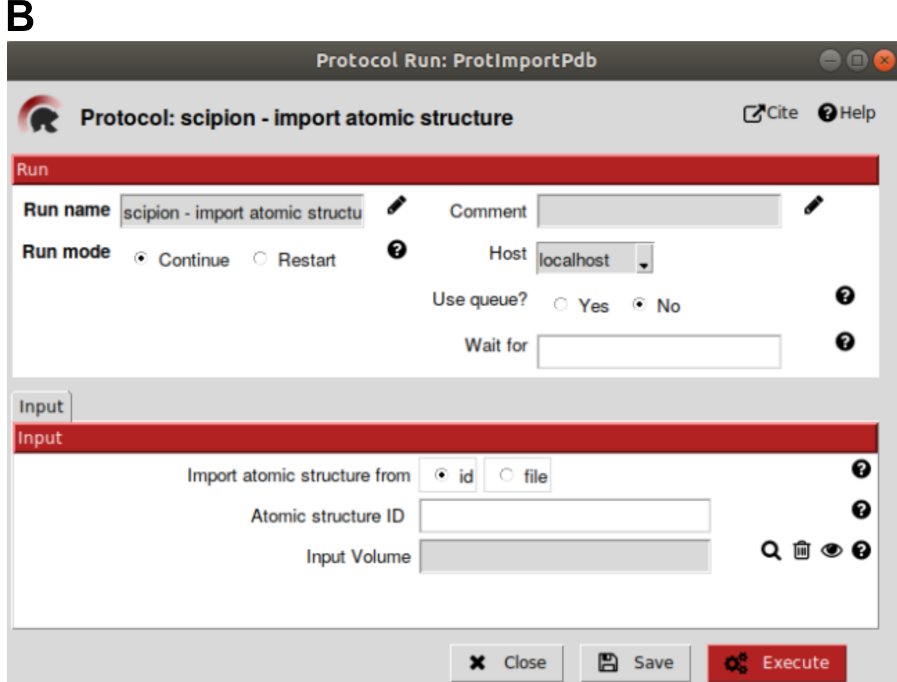 B
Protocol Run: ProtImportPdb
Protocol: scipion - import atomic structure
Cite
Help
Run
Run name scipion - import atomic structu
Comment
Run mode Continue Restart
Host localhost
Use queue? Yes No
Wait for
Input
Input
Import atomic structure from id file
Atomic structure ID
Input Volume
Close Save Execute